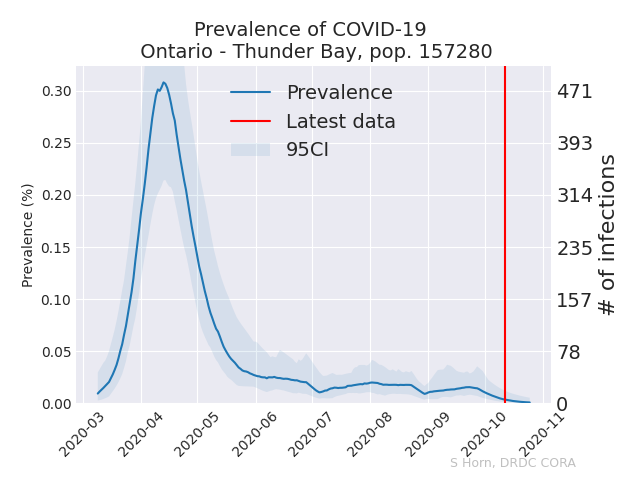 Prevalence of COVID-19
Ontario - Thunder Bay, pop. 157280
Prevalence
Latest data
95CI
Prevalence (%)
0.30
0.25
0.20
0.15
0.10
0.05
0.00
471
393
314
235
157
78
0
# of infections
2020-03
2020-04
2020-05
2020-06
2020-07
2020-08
2020-09
2020-10
2020-11
S Horn, DRDC CORA